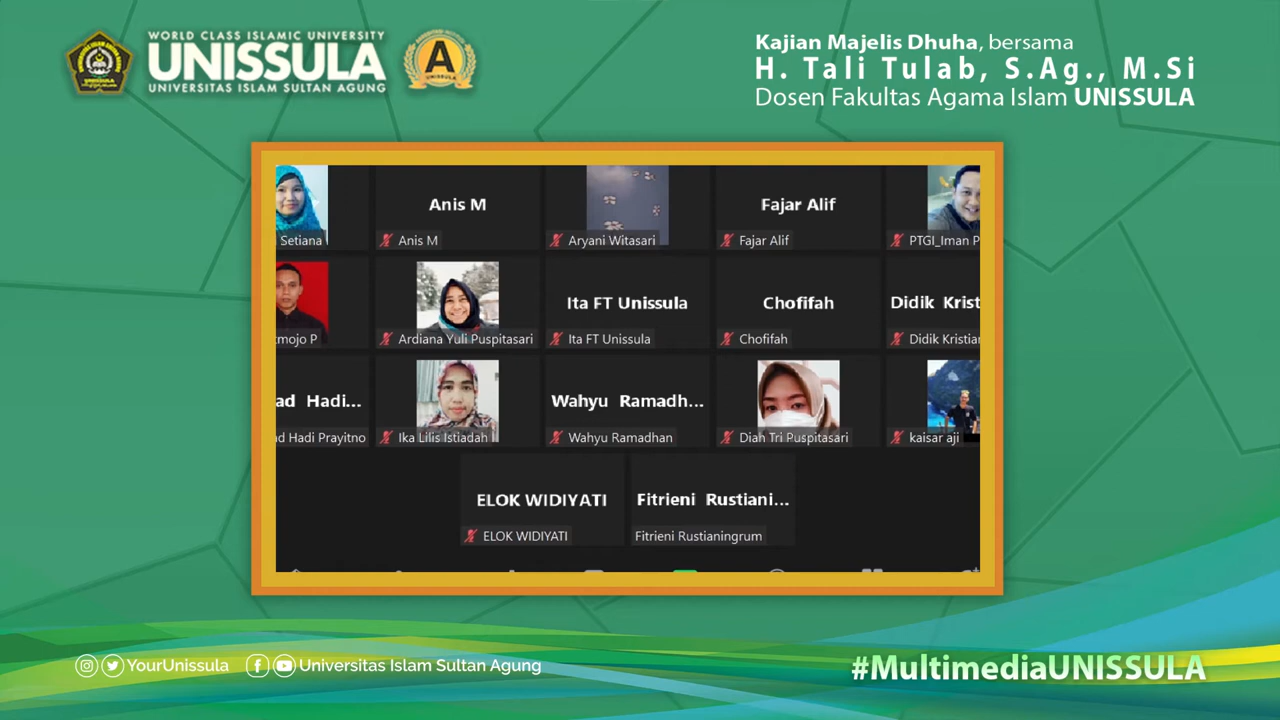 WORLD CLASS ISLAMIC UNIVERSITY
UNISSULA
UNIVERSITAS ISLAM SULTAN AGUNG
A
UNISSULA
Kajian Majelis Dhuha, bersama
H. Tali Tulab, S.Ag., M.Si
Dosen Fakultas Agama Islam UNISSULA
Anis M
Fajar Alif
Setiana
Anis M
Aryani Witasari
Fajar Alif
PTGI_Iman P
Ita FT Unissula
Chofifah
Didik Krist
tmojo P
Ardiana Yuli Puspitasari
Ita FT Unissula
Chofifah
Didik Kristian
ad Hadi...
Wahyu Ramadh...
d Hadi Prayitno
Ika Lilis Istiadah
Wahyu Ramadhan
Diah Tri Puspitasari
kaisar aji
ELOK WIDIYATI
Fitrieni Rustiani...
ELOK WIDIYATI
Fitrieni Rustianingrum
YourUnissula
Universitas Islam Sultan Agung
#MultimediaUNISSULA